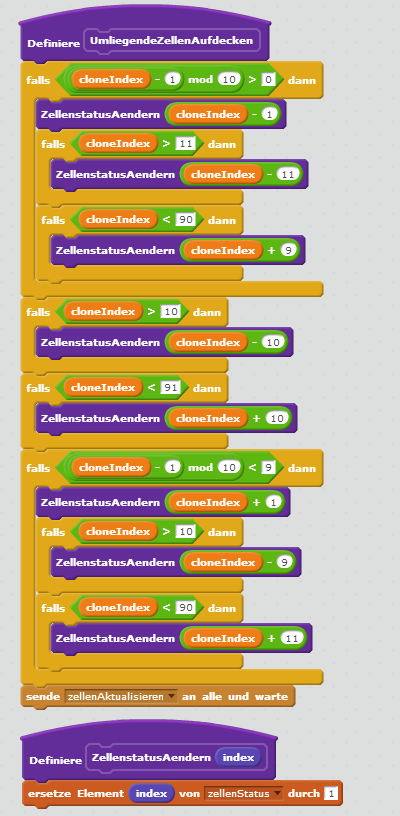 Definiere UmliegendeZellenAufdecken
falls cloneIndex - 1 mod 10 > 0 dann
ZellenstatusAendern cloneIndex - 1
falls cloneIndex > 11 dann
ZellenstatusAendern cloneIndex - 11
falls cloneIndex < 90 dann
ZellenstatusAendern cloneIndex + 9
falls cloneIndex > 10 dann
ZellenstatusAendern cloneIndex - 10
falls cloneIndex < 91 dann
ZellenstatusAendern cloneIndex + 10
falls cloneIndex - 1 mod 10 < 9 dann
ZellenstatusAendern cloneIndex + 1
falls cloneIndex > 10 dann
ZellenstatusAendern cloneIndex - 9
falls cloneIndex < 90 dann
ZellenstatusAendern cloneIndex + 11
sende zellenAktualisieren an alle und warte
Definiere ZellenstatusAendern index
ersetze Element index von zellenStatus durch 1